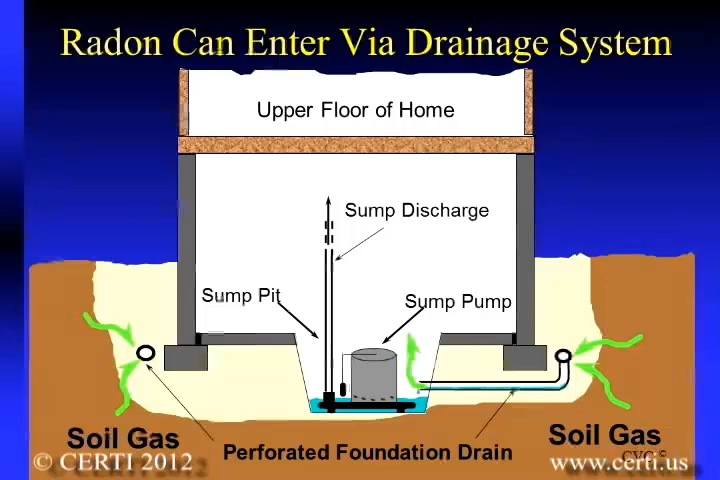 Radon Can Enter Via Drainage System
Upper Floor of Home
Sump Discharge
Sump Pit
Sump Pump
Soil Gas
Soil Gas
Perforated Foundation Drain
CVC ©
© CERTI 2012
www.certi.us